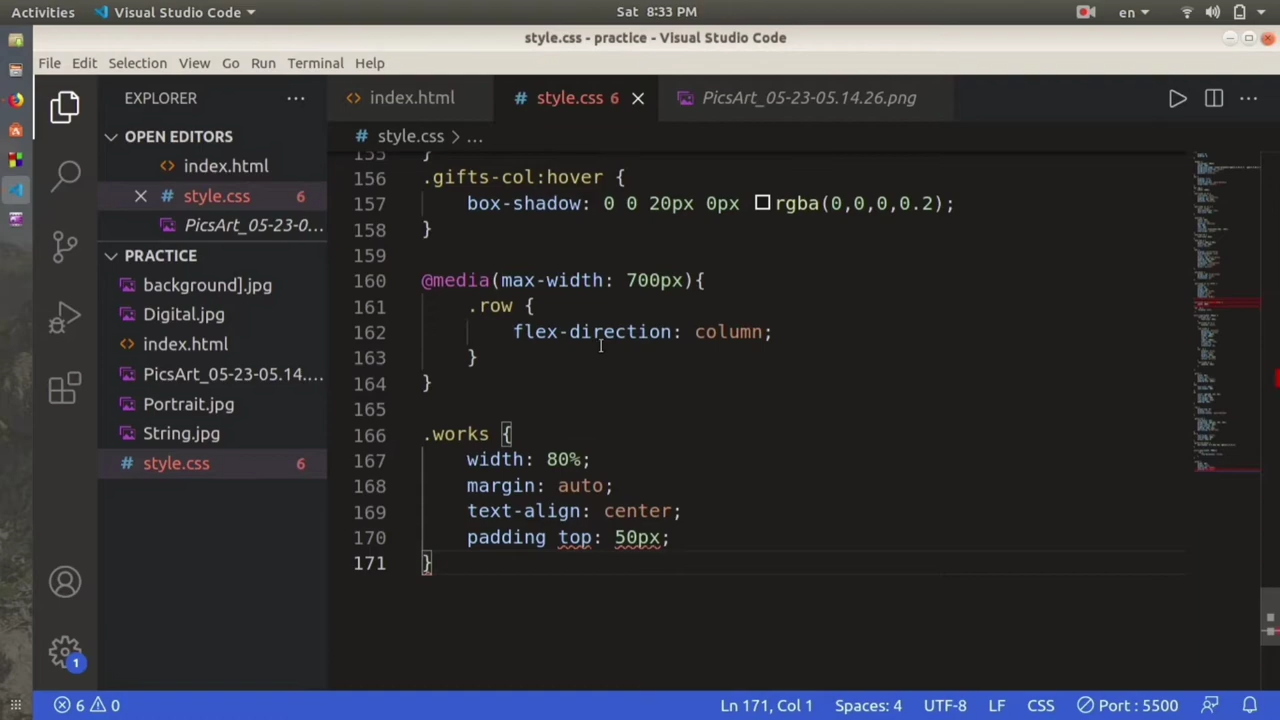 Activities Visual Studio Code Sat 8:33 PM en
style.css - practice - Visual Studio Code
File Edit Selection View Go Run Terminal Help
EXPLORER ... index.html # style.css 6 PicsArt_05-23-05.14.26.png
OPEN EDITORS
index.html
# style.css 6
PicsArt_05-23-0...
PRACTICE
background].jpg
Digital.jpg
index.html
PicsArt_05-23-05.14....
Portrait.jpg
String.jpg
# style.css 6
# style.css > ...
155 }
156 .gifts-col:hover {
157 box-shadow: 0 0 20px 0px rgba(0,0,0,0.2);
158 }
159
160 @media(max-width: 700px){
161 .row {
162 flex-direction: column;
163 }
164 }
165
166 .works {
167 width: 80%;
168 margin: auto;
169 text-align: center;
170 padding top: 50px;
171 }
1
6 0 Ln 171, Col 1 Spaces: 4 UTF-8 LF CSS Port : 5500